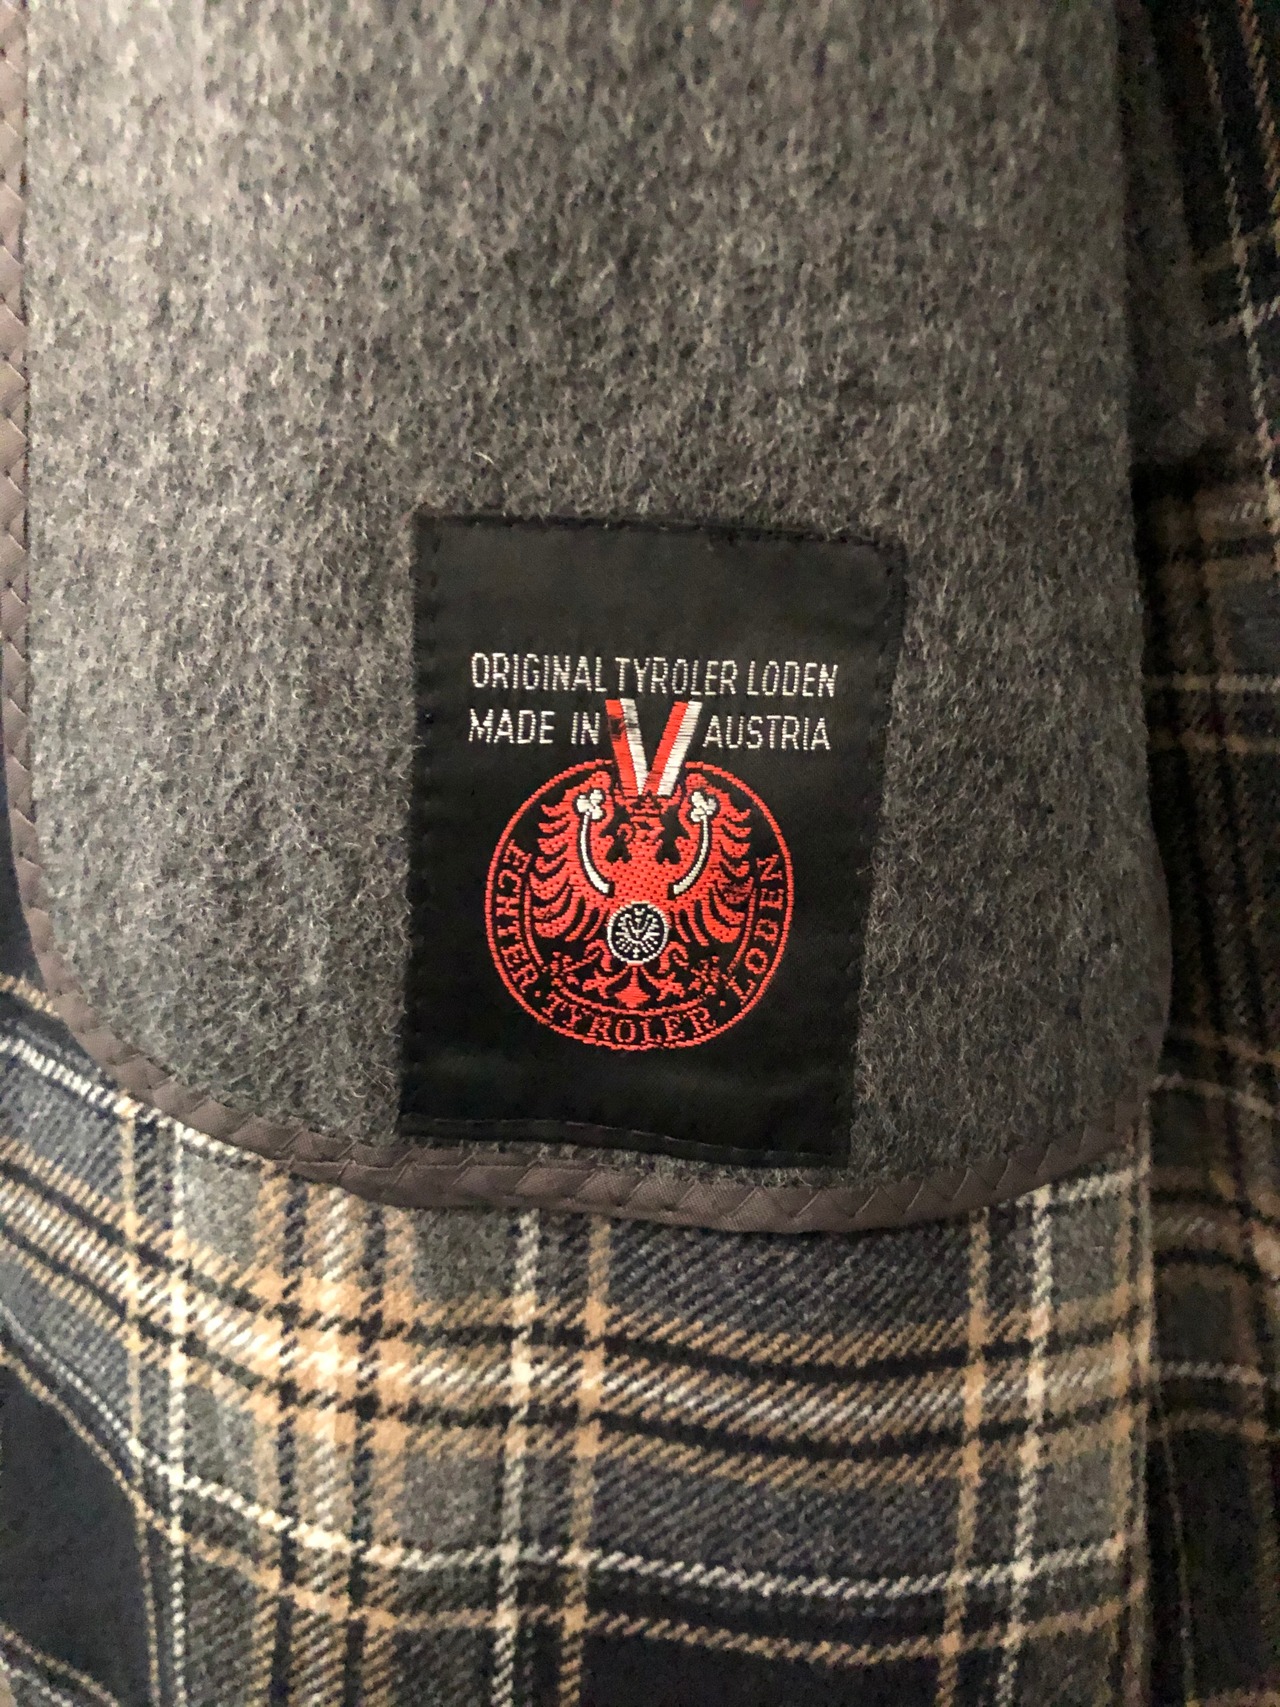 ORIGINAL TYROLER LODEN
MADE IN AUSTRIA
ECHTER · TYROLER · LODEN